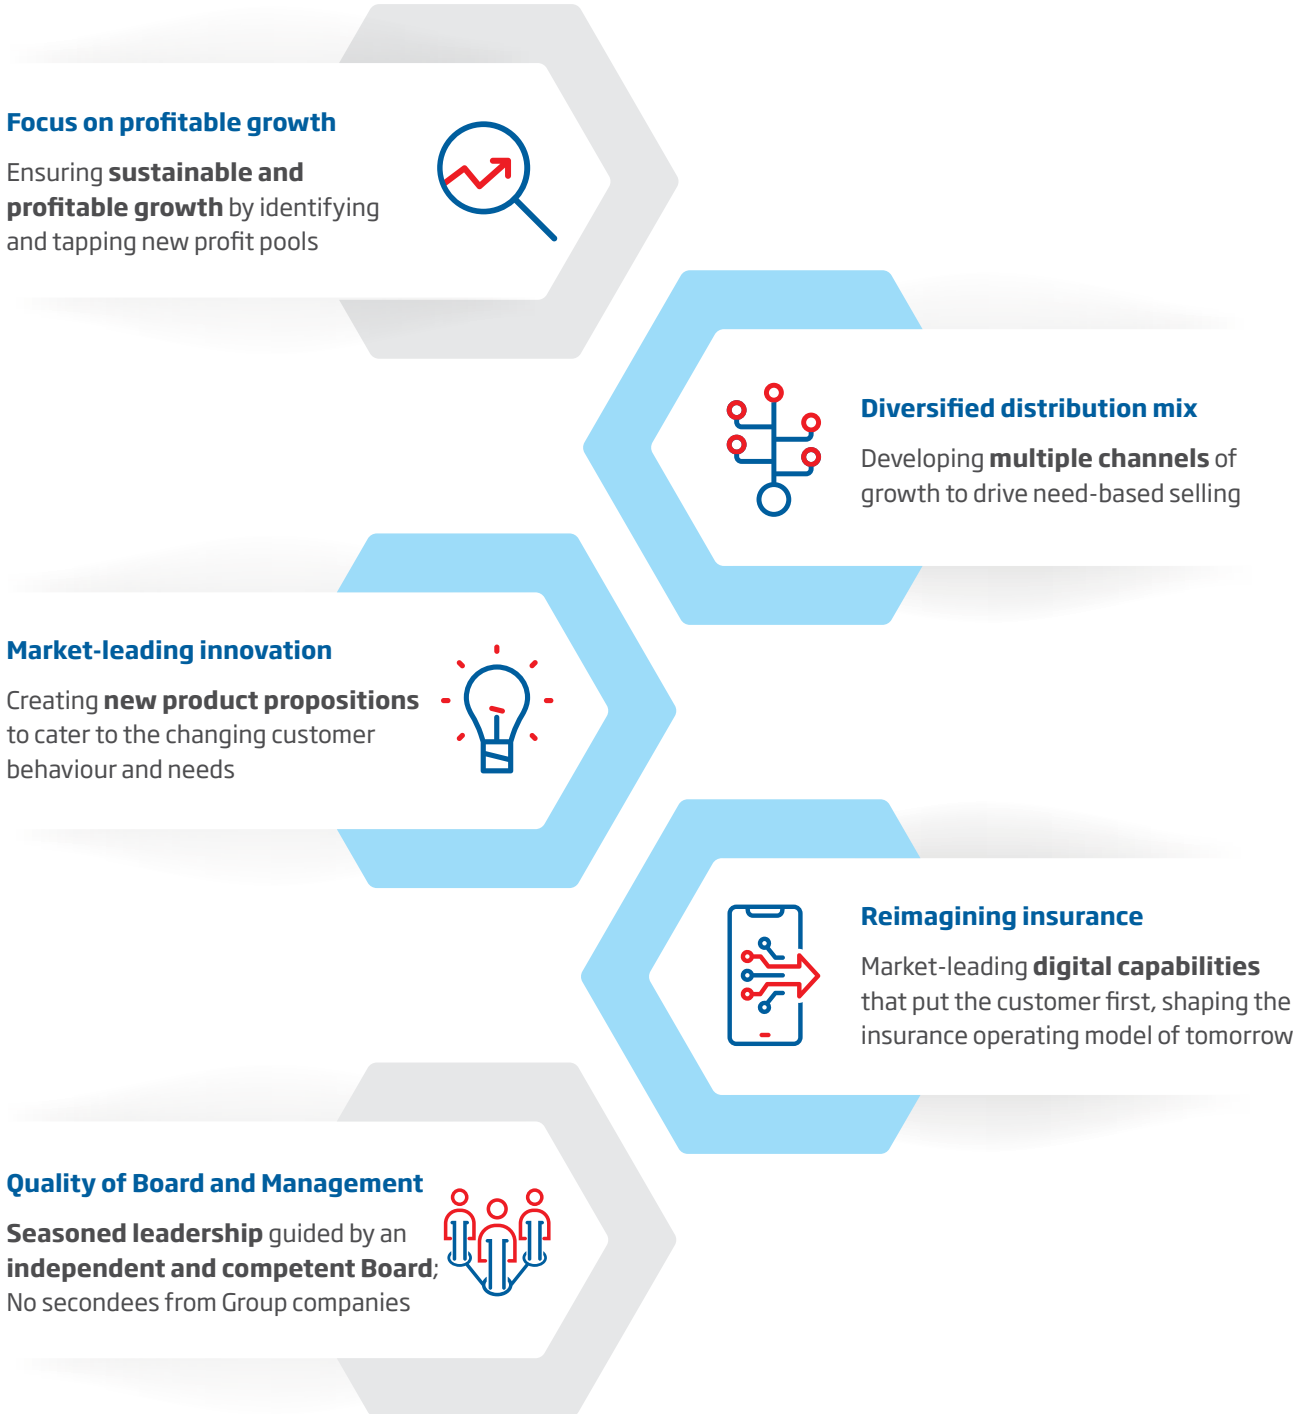 Focus on profitable growth
Ensuring sustainable and
profitable growth by identifying
and tapping new profit pools
Diversified distribution mix
Developing multiple channels of
growth to drive need-based selling
Market-leading innovation
Creating new product propositions
to cater to the changing customer
behaviour and needs
Reimagining insurance
Market-leading digital capabilities
that put the customer first, shaping the
insurance operating model of tomorrow
Quality of Board and Management
Seasoned leadership guided by an
independent and competent Board;
No secondees from Group companies